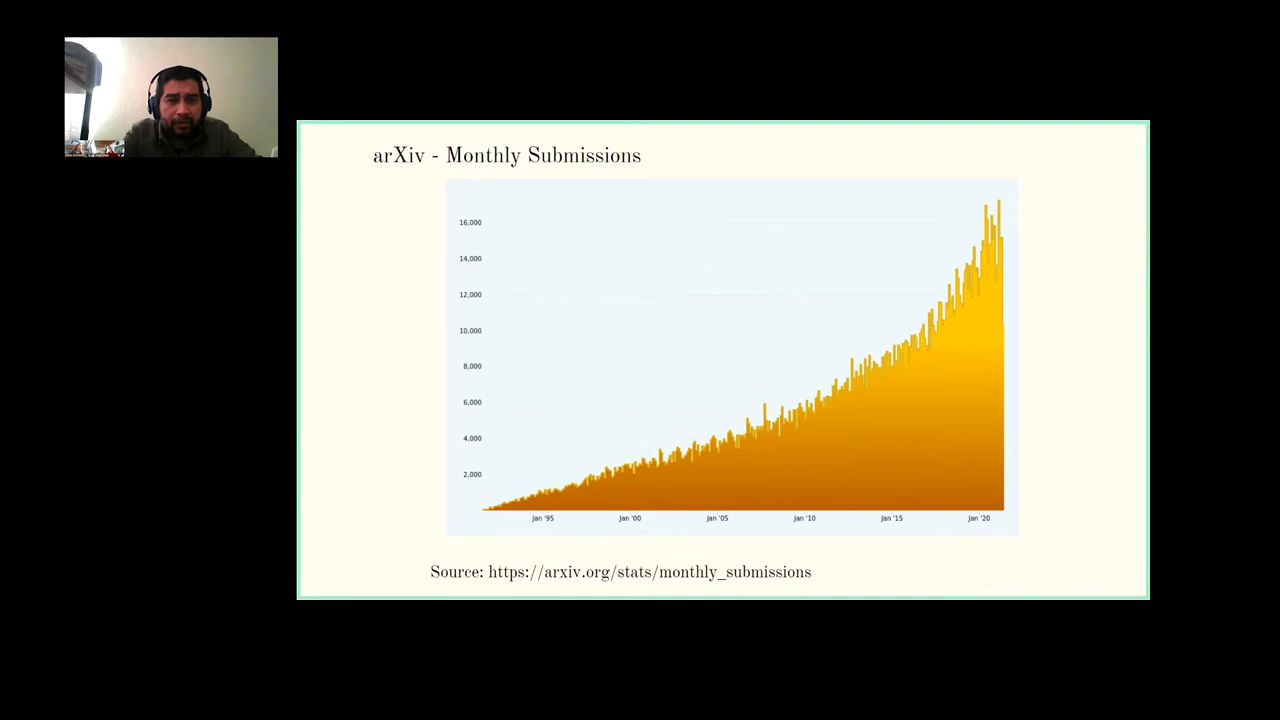 arXiv - Monthly Submissions
16,000
14,000
12,000
10,000
8,000
6,000
4,000
2,000
Jan '95 Jan '00 Jan '05 Jan '10 Jan '15 Jan '20
Source: https://arxiv.org/stats/monthly_submissions